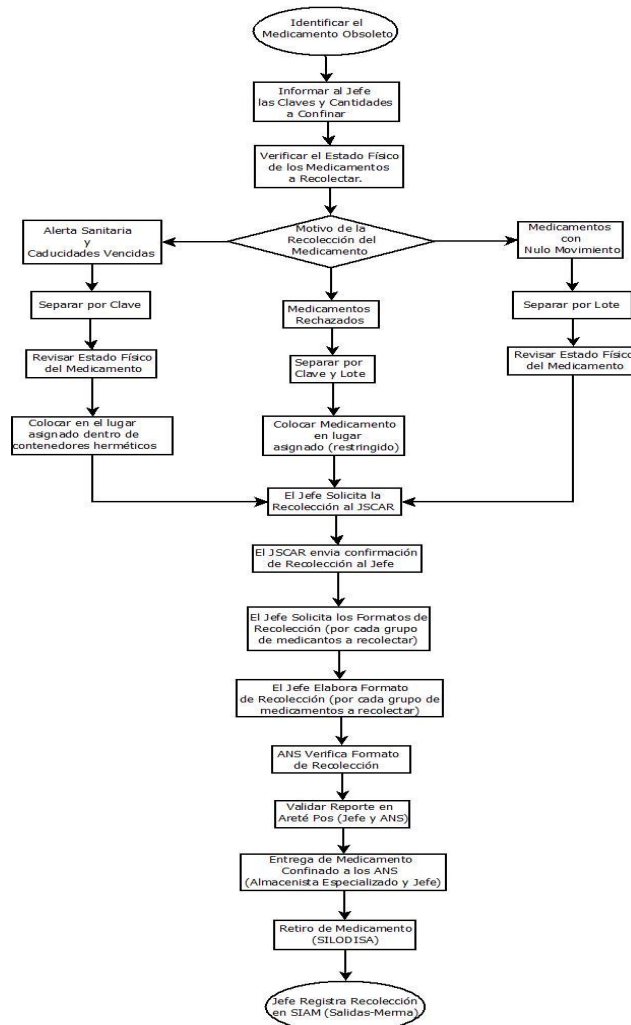 Identificar el
Medicamento Obsoleto
Informar al Jefe
las Claves y Cantidades
a Confinar
Verificar el Estado Físico
de los Medicamentos
a Recolectar.
Motivo de la
Recolección del
Medicamento
Alerta Sanitaria
y
Caducidades Vencidas
Separar por Clave
Revisar Estado Físico
del Medicamento
Colocar en el lugar
asignado dentro de
contenedores herméticos
Medicamentos
Rechazados
Separar por
Clave y Lote
Colocar Medicamento
en lugar
asignado (restringido)
Medicamentos
con
Nulo Movimiento
Separar por Lote
Revisar Estado Físico
del Medicamento
El Jefe Solicita la
Recolección al JSCAR
El JSCAR envia confirmación
de Recolección al Jefe
El Jefe Solicita los Formatos de
Recolección (por cada grupo
de medicantos a recolectar)
El Jefe Elabora Formato
de Recolección (por cada grupo de
medicamentos a recolectar)
ANS Verifica Formato
de Recolección
Validar Reporte en
Areté Pos (Jefe y ANS)
Entrega de Medicamento
Confinado a los ANS
(Almacenista Especializado y Jefe)
Retiro de Medicamento
(SILODISA)
Jefe Registra Recolección
en SIAM (Salidas-Merma)